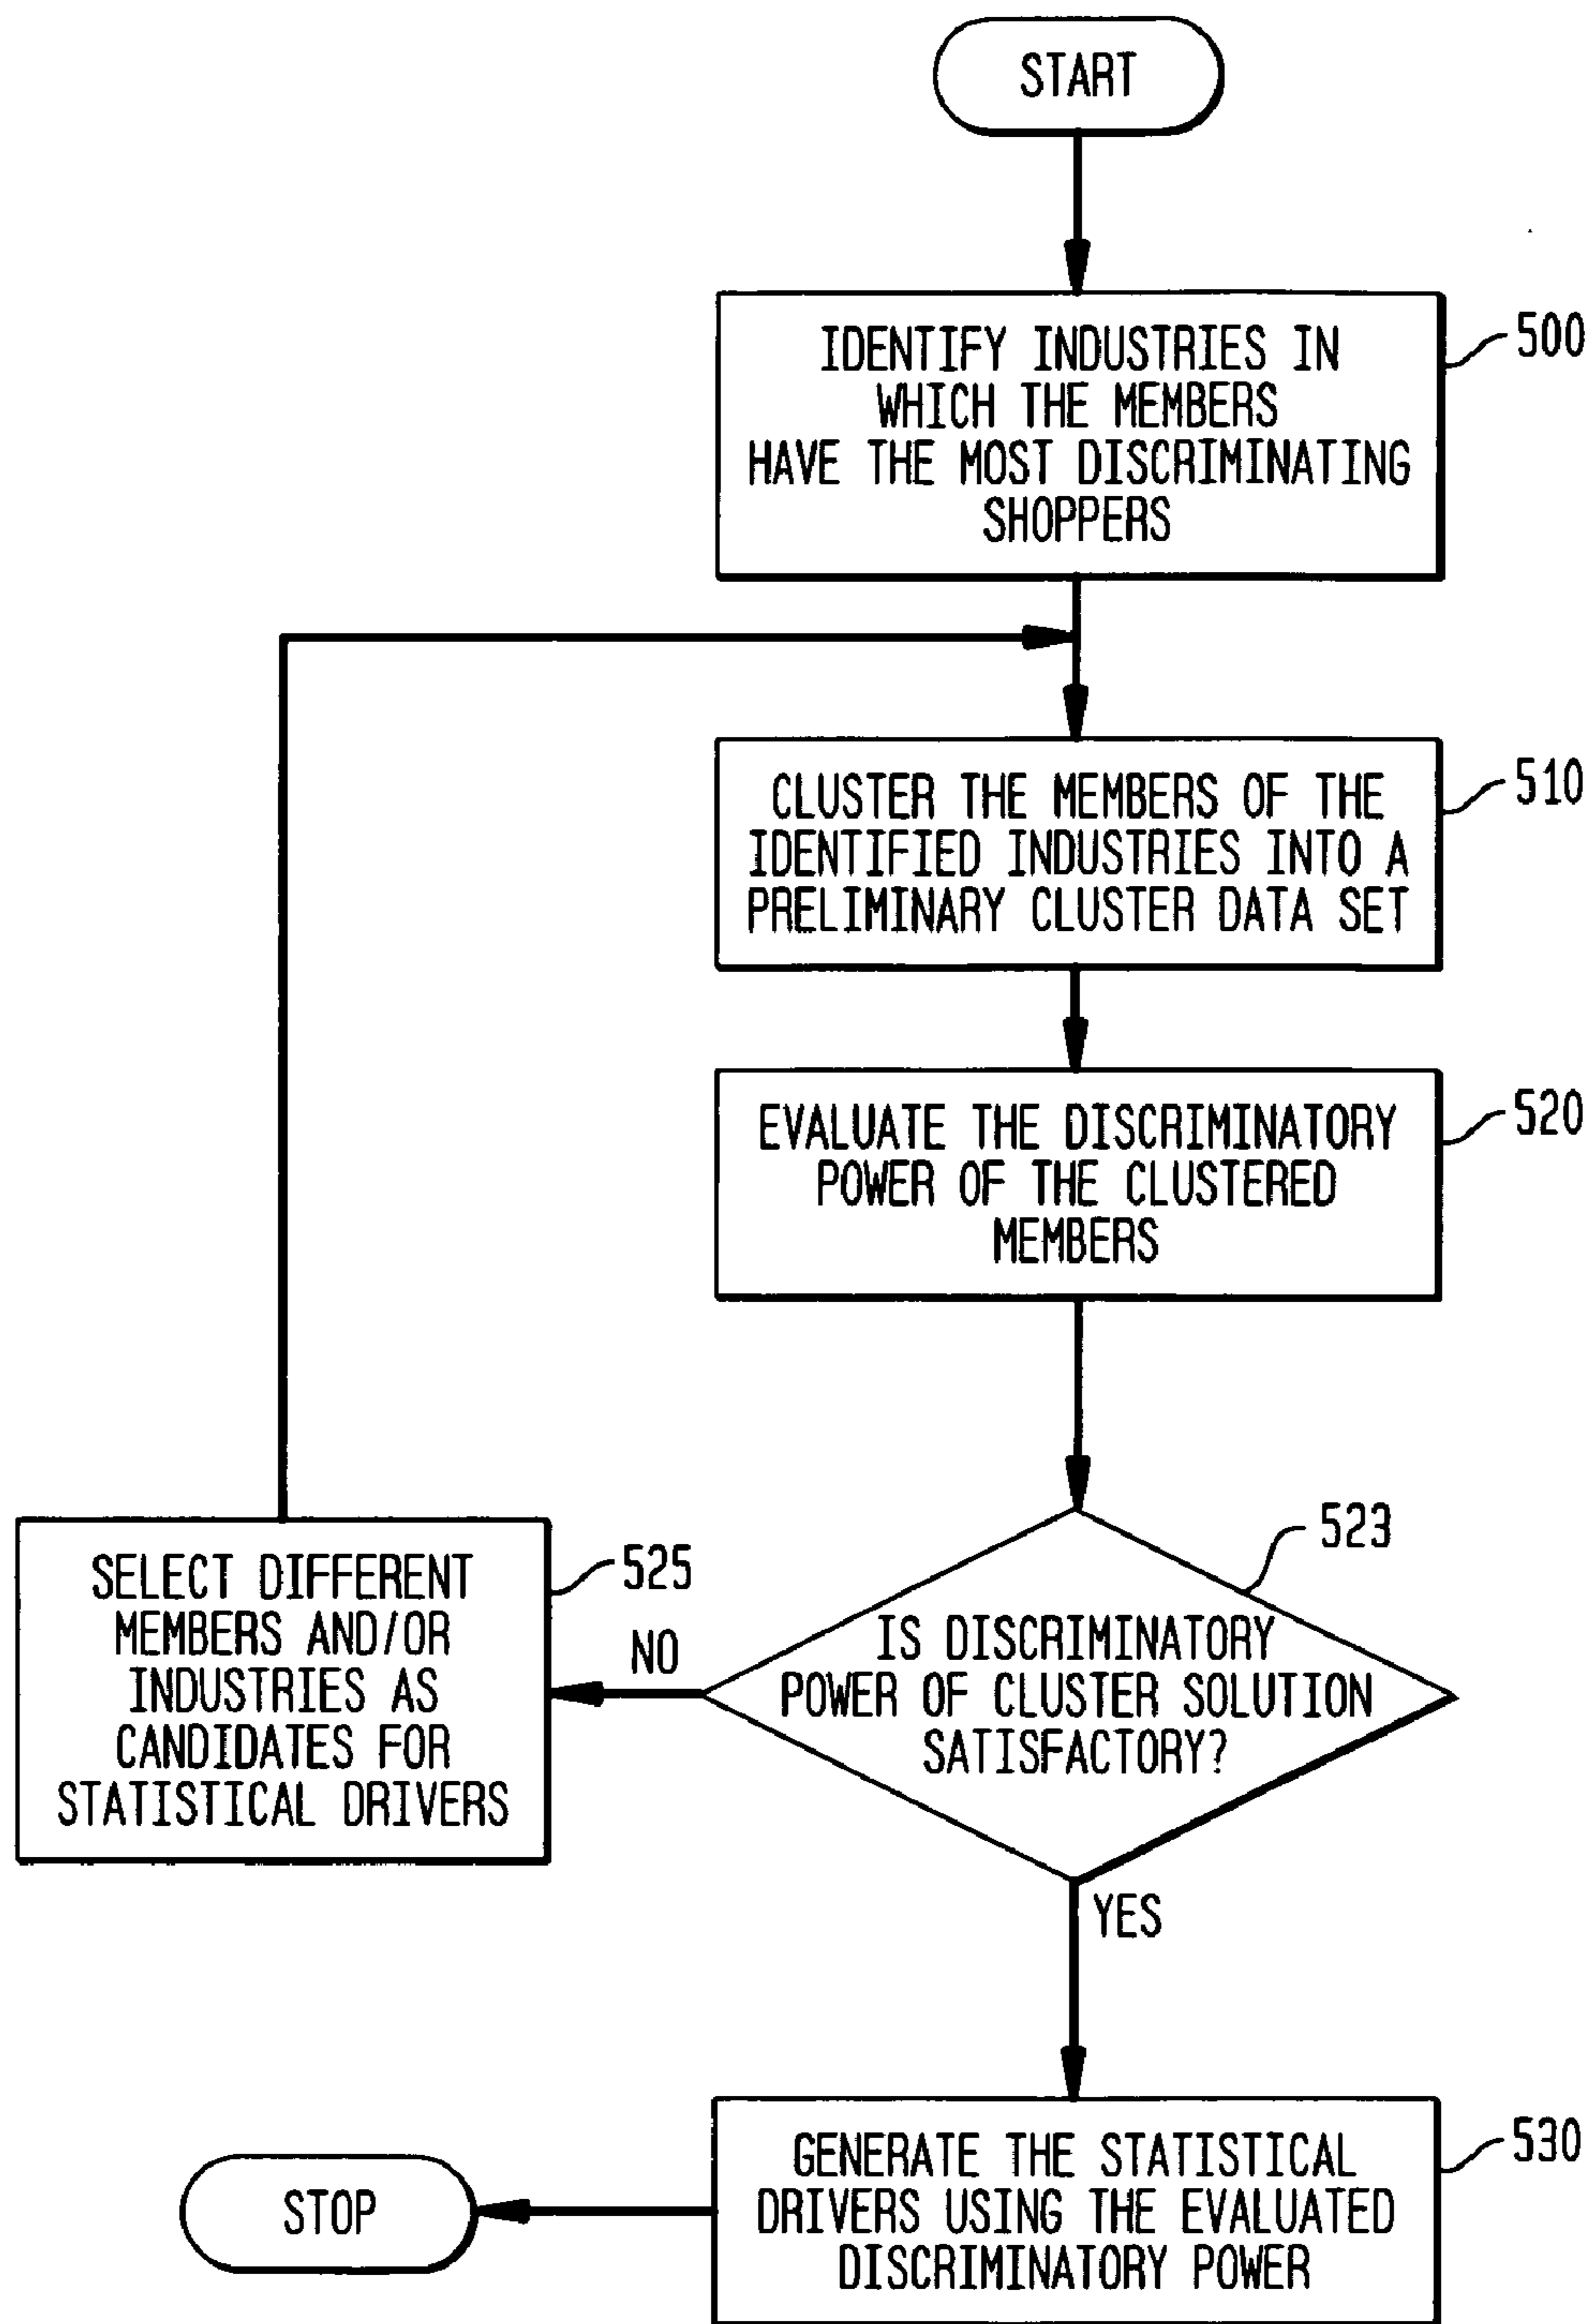 START
IDENTIFY INDUSTRIES IN
WHICH THE MEMBERS
HAVE THE MOST DISCRIMINATING
SHOPPERS
500
CLUSTER THE MEMBERS OF THE
IDENTIFIED INDUSTRIES INTO A
PRELIMINARY CLUSTER DATA SET
510
EVALUATE THE DISCRIMINATORY
POWER OF THE CLUSTERED
MEMBERS
520
IS DISCRIMINATORY
POWER OF CLUSTER SOLUTION
SATISFACTORY?
523
NO
SELECT DIFFERENT
MEMBERS AND/OR
INDUSTRIES AS
CANDIDATES FOR
STATISTICAL DRIVERS
525
YES
GENERATE THE STATISTICAL
DRIVERS USING THE EVALUATED
DISCRIMINATORY POWER
530
STOP